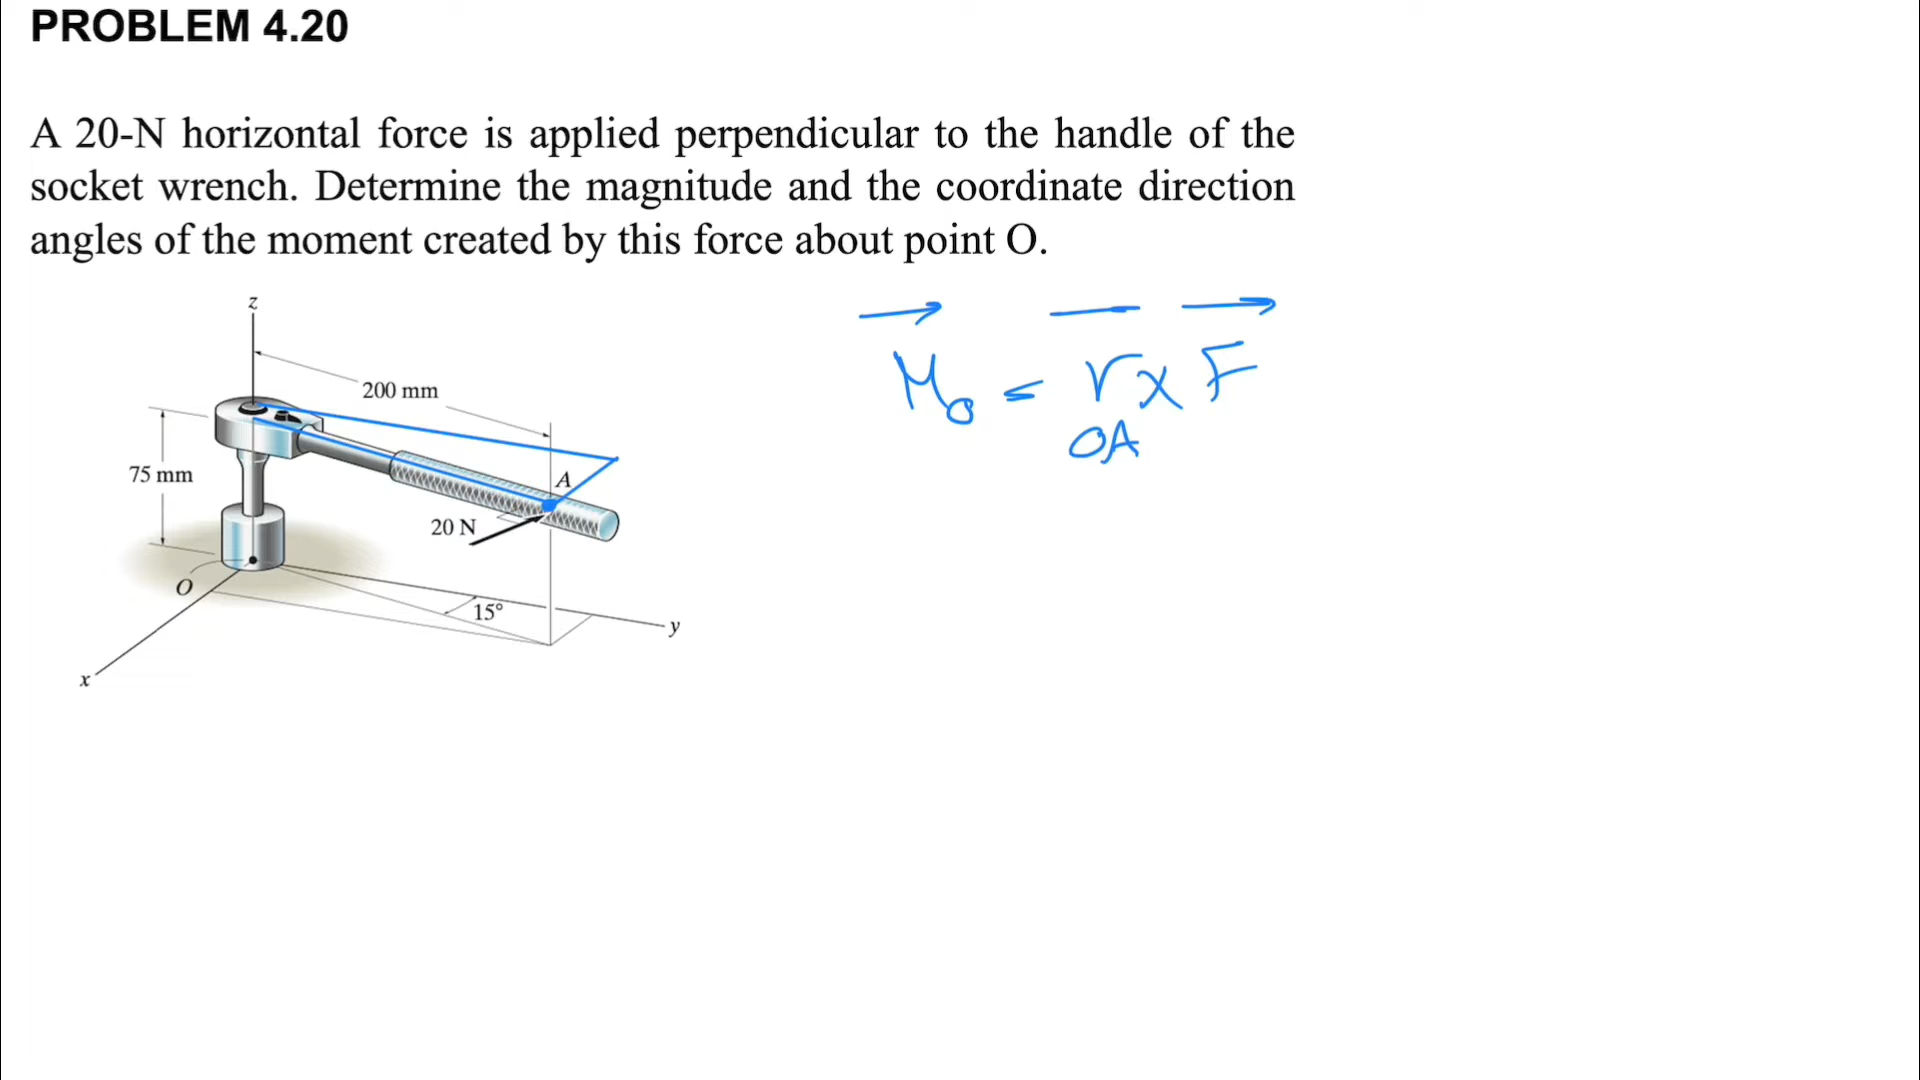 PROBLEM 4.20
A 20-N horizontal force is applied perpendicular to the handle of the
socket wrench. Determine the magnitude and the coordinate direction
angles of the moment created by this force about point O.
z
200 mm
75 mm
A
20 N
O
15°
y
x
M₀ = r x F
OA